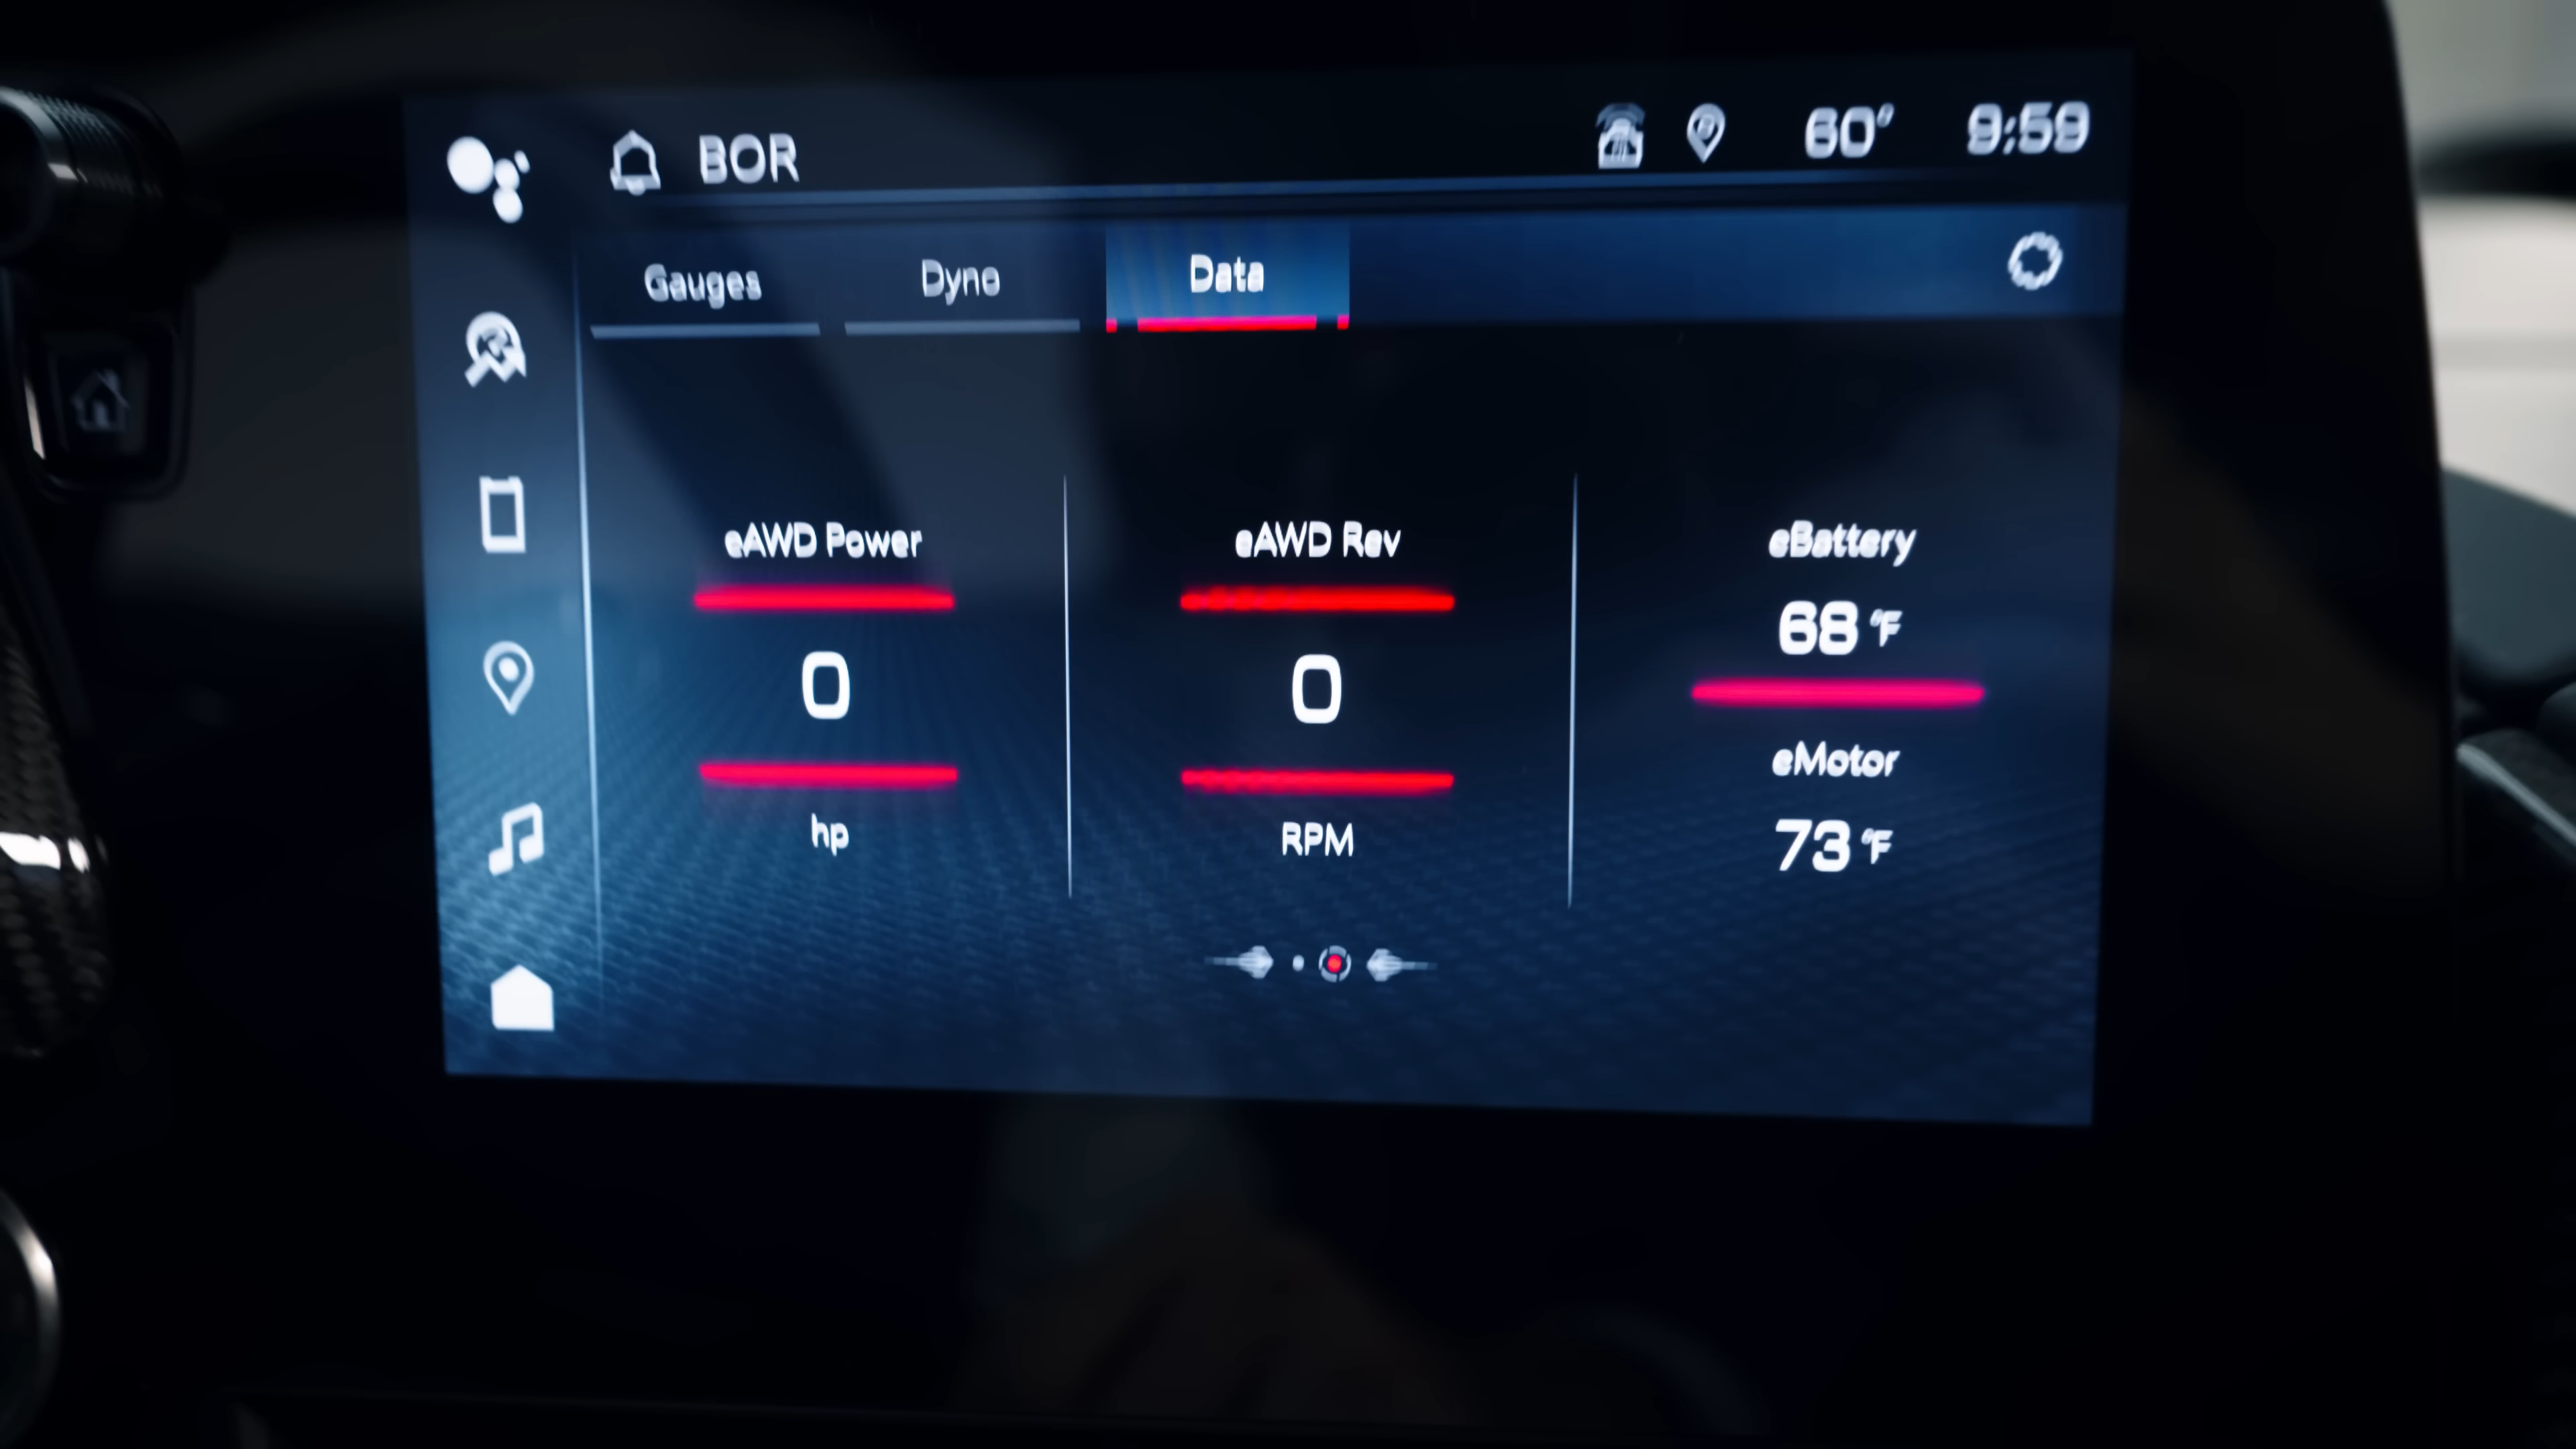 BOR
60°
9:59
Gauges
Dyno
Data
eAWD Power
0
hp
eAWD Rev
0
RPM
eBattery
68 °F
eMotor
73 °F